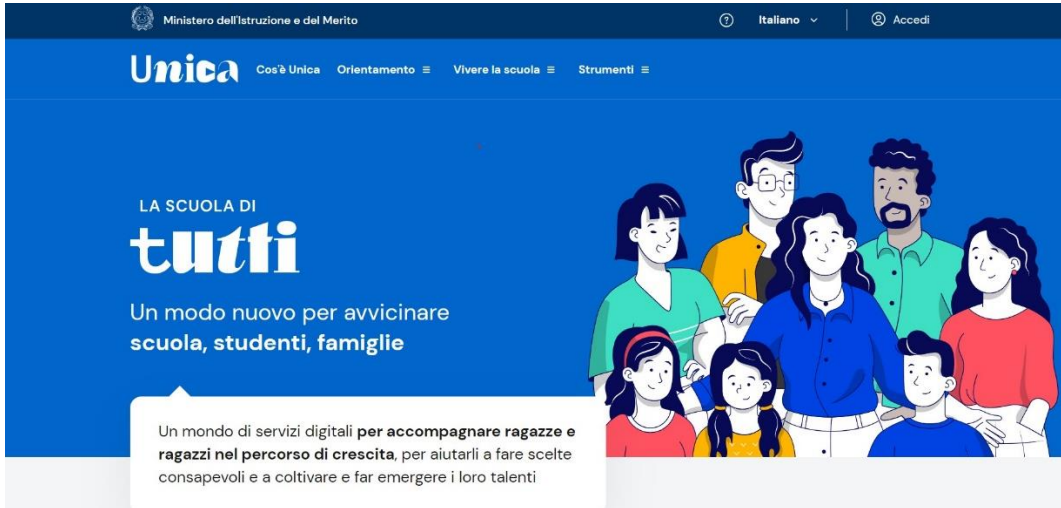 Ministero dell'Istruzione e del Merito
Italiano
Accedi
Unica
Cos'è Unica
Orientamento
Vivere la scuola
Strumenti
LA SCUOLA DI
tutti
Un modo nuovo per avvicinare
scuola, studenti, famiglie
Un mondo di servizi digitali per accompagnare ragazze e
ragazzi nel percorso di crescita, per aiutarli a fare scelte
consapevoli e a coltivare e far emergere i loro talenti